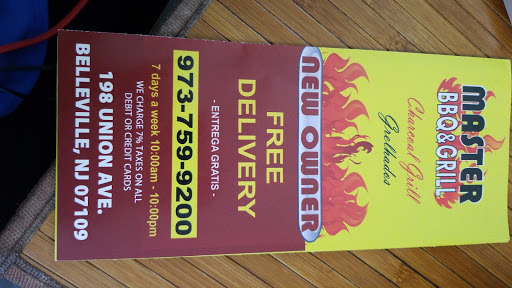 MASTER
BBQ&GRILL
Charcoal Grill
Grelhados
NEW OWNER
FREE
DELIVERY
- ENTREGA GRATIS -
973-759-9200
7 days a week 10:00am - 10:00pm
WE CHARGE 7% TAXES ON ALL
DEBIT OR CREDIT CARDS
198 UNION AVE.
BELLEVILLE, NJ 07109